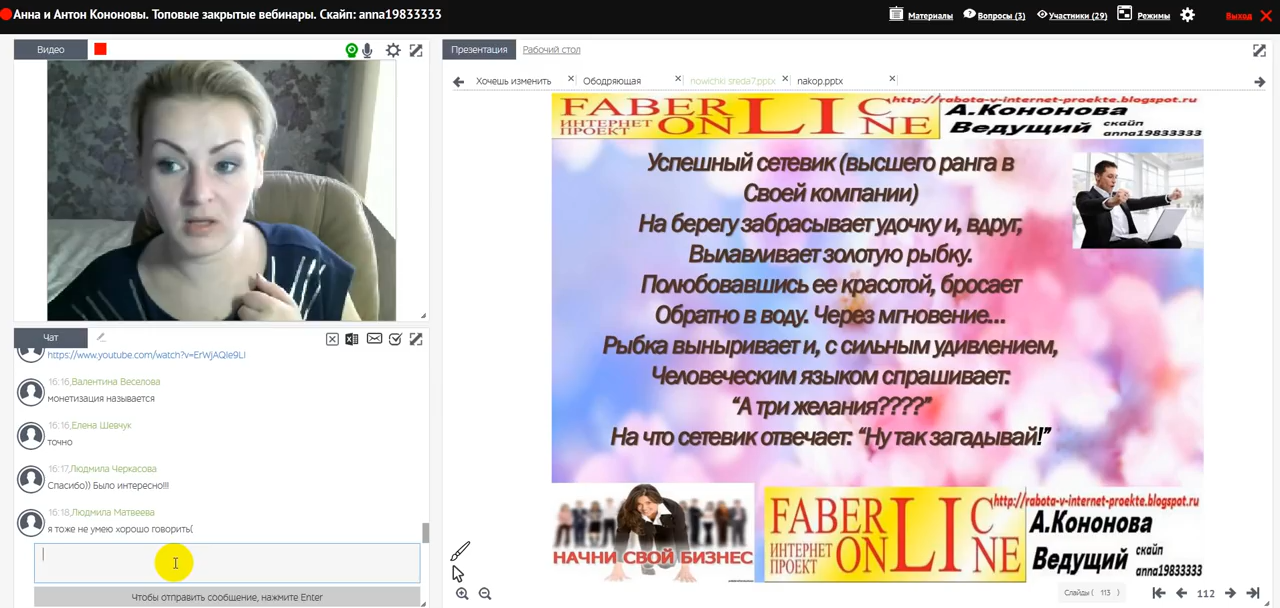 Анна и Антон Кононовы. Топовые закрытые вебинары. Скайп: anna19833333
Материалы
Вопросы (3)
Участники (29)
Режимы
Выход
Видео
Презентация
Рабочий стол
Хочешь изменить
Ободряющая
nowichki sreda7.pptx
nakop.pptx
FABER LIC
ИНТЕРНЕТ ПРОЕКТ ON LINE
http://rabota-v-internet-proekte.blogspot.ru
А.Кононова
Ведущий скайп anna19833333
Успешный сетевик (высшего ранга в
Своей компании)
На берегу забрасывает удочку и, вдруг,
Вылавливает золотую рыбку.
Полюбовавшись ее красотой, бросает
Обратно в воду. Через мгновение...
Рыбка выныривает и, с сильным удивлением,
Человеческим языком спрашивает:
"А три желания????"
На что сетевик отвечает: "Ну так загадывай!"
НАЧНИ СВОЙ БИЗНЕС
FABER LIC
ИНТЕРНЕТ ПРОЕКТ ON LINE
http://rabota-v-internet-proekte.blogspot.ru
А.Кононова
Ведущий скайп anna19833333
Слайды ( 113 )
112
Чат
https://www.youtube.com/watch?v=ErWjAQIe9LI
16:16,Валентина Веселова
монетизация называется
16:16,Елена Шевчук
точно
16:17,Людмила Черкасова
Спасибо)) Было интересно!!!
16:18,Людмила Матвеева
я тоже не умею хорошо говорить(
Чтобы отправить сообщение, нажмите Enter